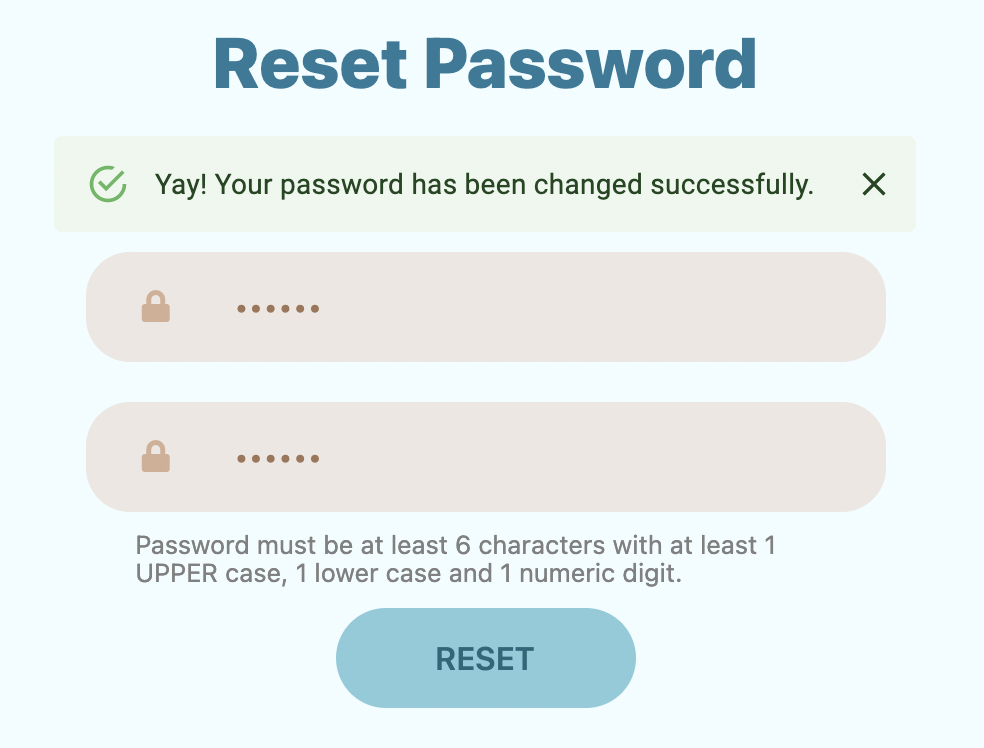 Reset Password
Yay! Your password has been changed successfully.
••••••
••••••
Password must be at least 6 characters with at least 1
UPPER case, 1 lower case and 1 numeric digit.
RESET